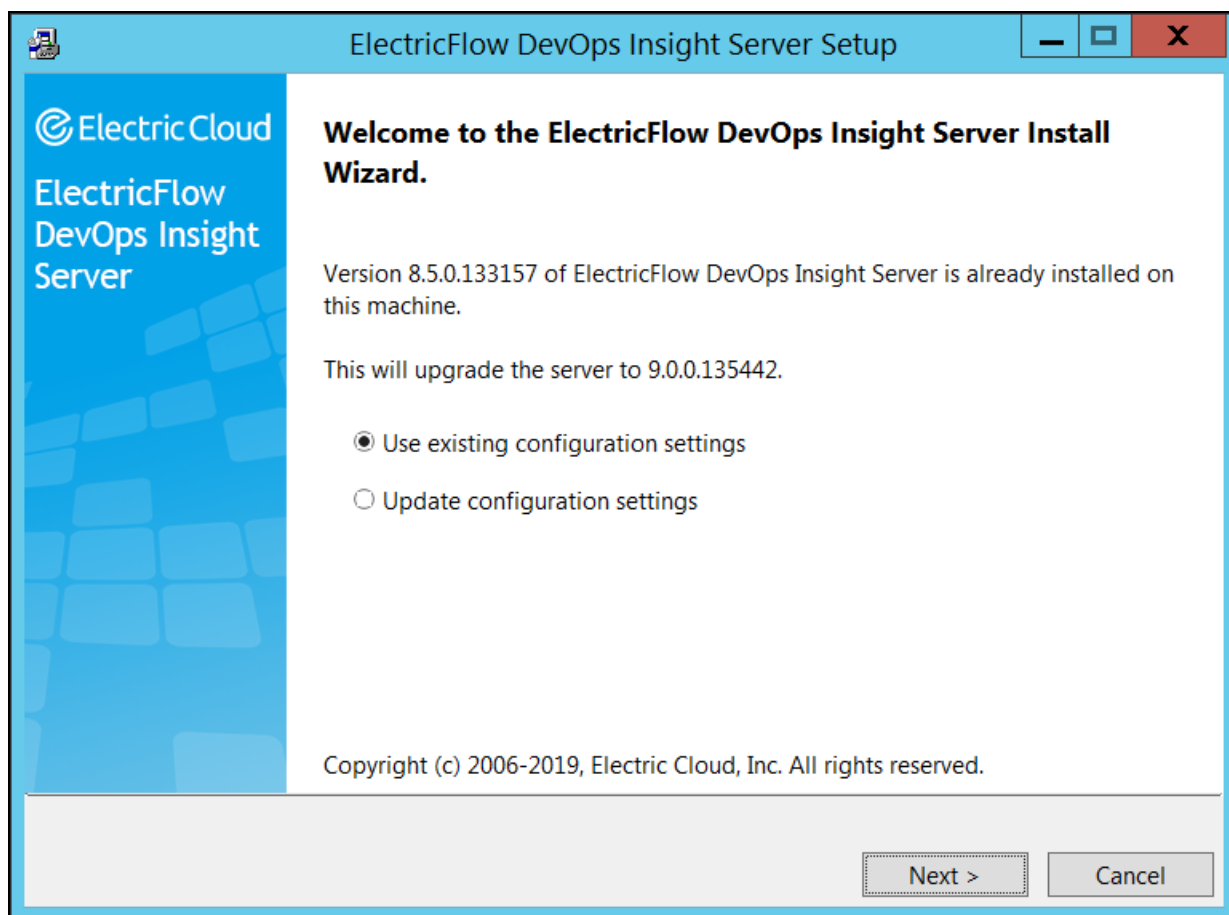 ElectricFlow DevOps Insight Server Setup
Electric Cloud
ElectricFlow
DevOps Insight
Server
Welcome to the ElectricFlow DevOps Insight Server Install
Wizard.
Version 8.5.0.133157 of ElectricFlow DevOps Insight Server is already installed on
this machine.
This will upgrade the server to 9.0.0.135442.
Use existing configuration settings
Update configuration settings
Copyright (c) 2006-2019, Electric Cloud, Inc. All rights reserved.
Next >
Cancel